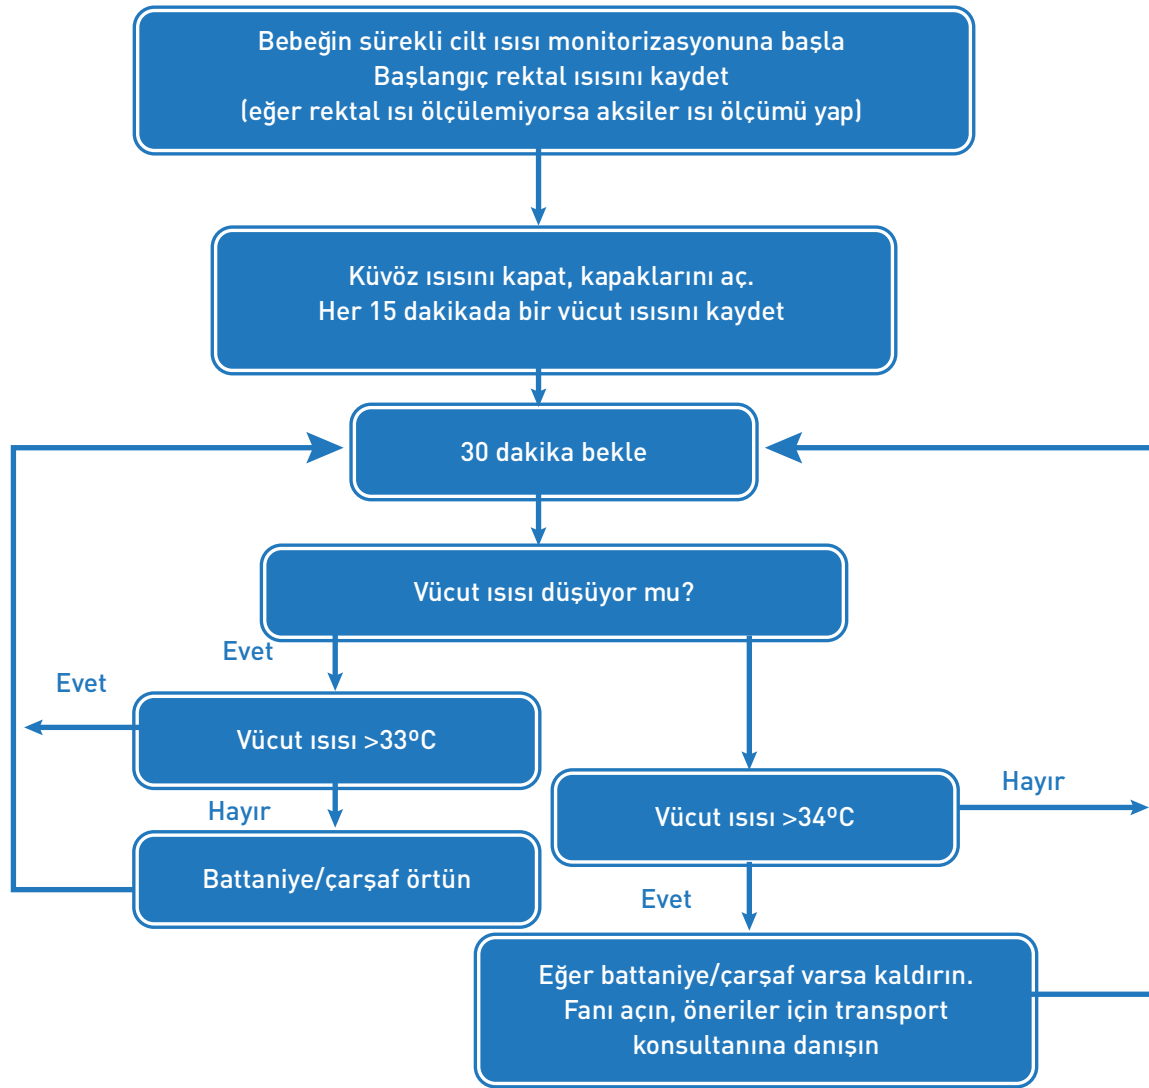 Bebeğin sürekli cilt ısısı monitorizasyonuna başla
Başlangıç rektal ısısını kaydet
(eğer rektal ısı ölçülemiyorsa aksiler ısı ölçümü yap)
Küvöz ısısını kapat, kapaklarını aç.
Her 15 dakikada bir vücut ısısını kaydet
30 dakika bekle
Vücut ısısı düşüyor mu?
Evet
Evet
Vücut ısısı >33ºC
Hayır
Vücut ısısı >34ºC
Hayır
Battaniye/çarşaf örtün
Evet
Eğer battaniye/çarşaf varsa kaldırın.
Fanı açın, öneriler için transport
konsultanına danışın